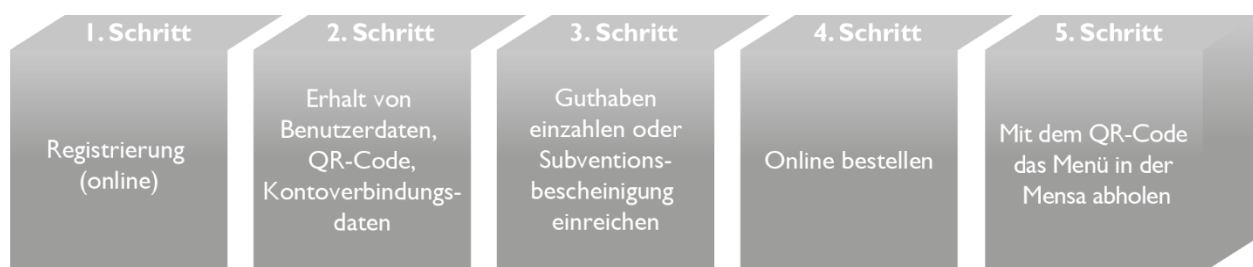 1. Schritt
Registrierung
(online)
2. Schritt
Erhalt von
Benutzerdaten,
QR-Code,
Kontoverbindungs-
daten
3. Schritt
Guthaben
einzahlen oder
Subventions-
bescheinigung
einreichen
4. Schritt
Online bestellen
5. Schritt
Mit dem QR-Code
das Menü in der
Mensa abholen